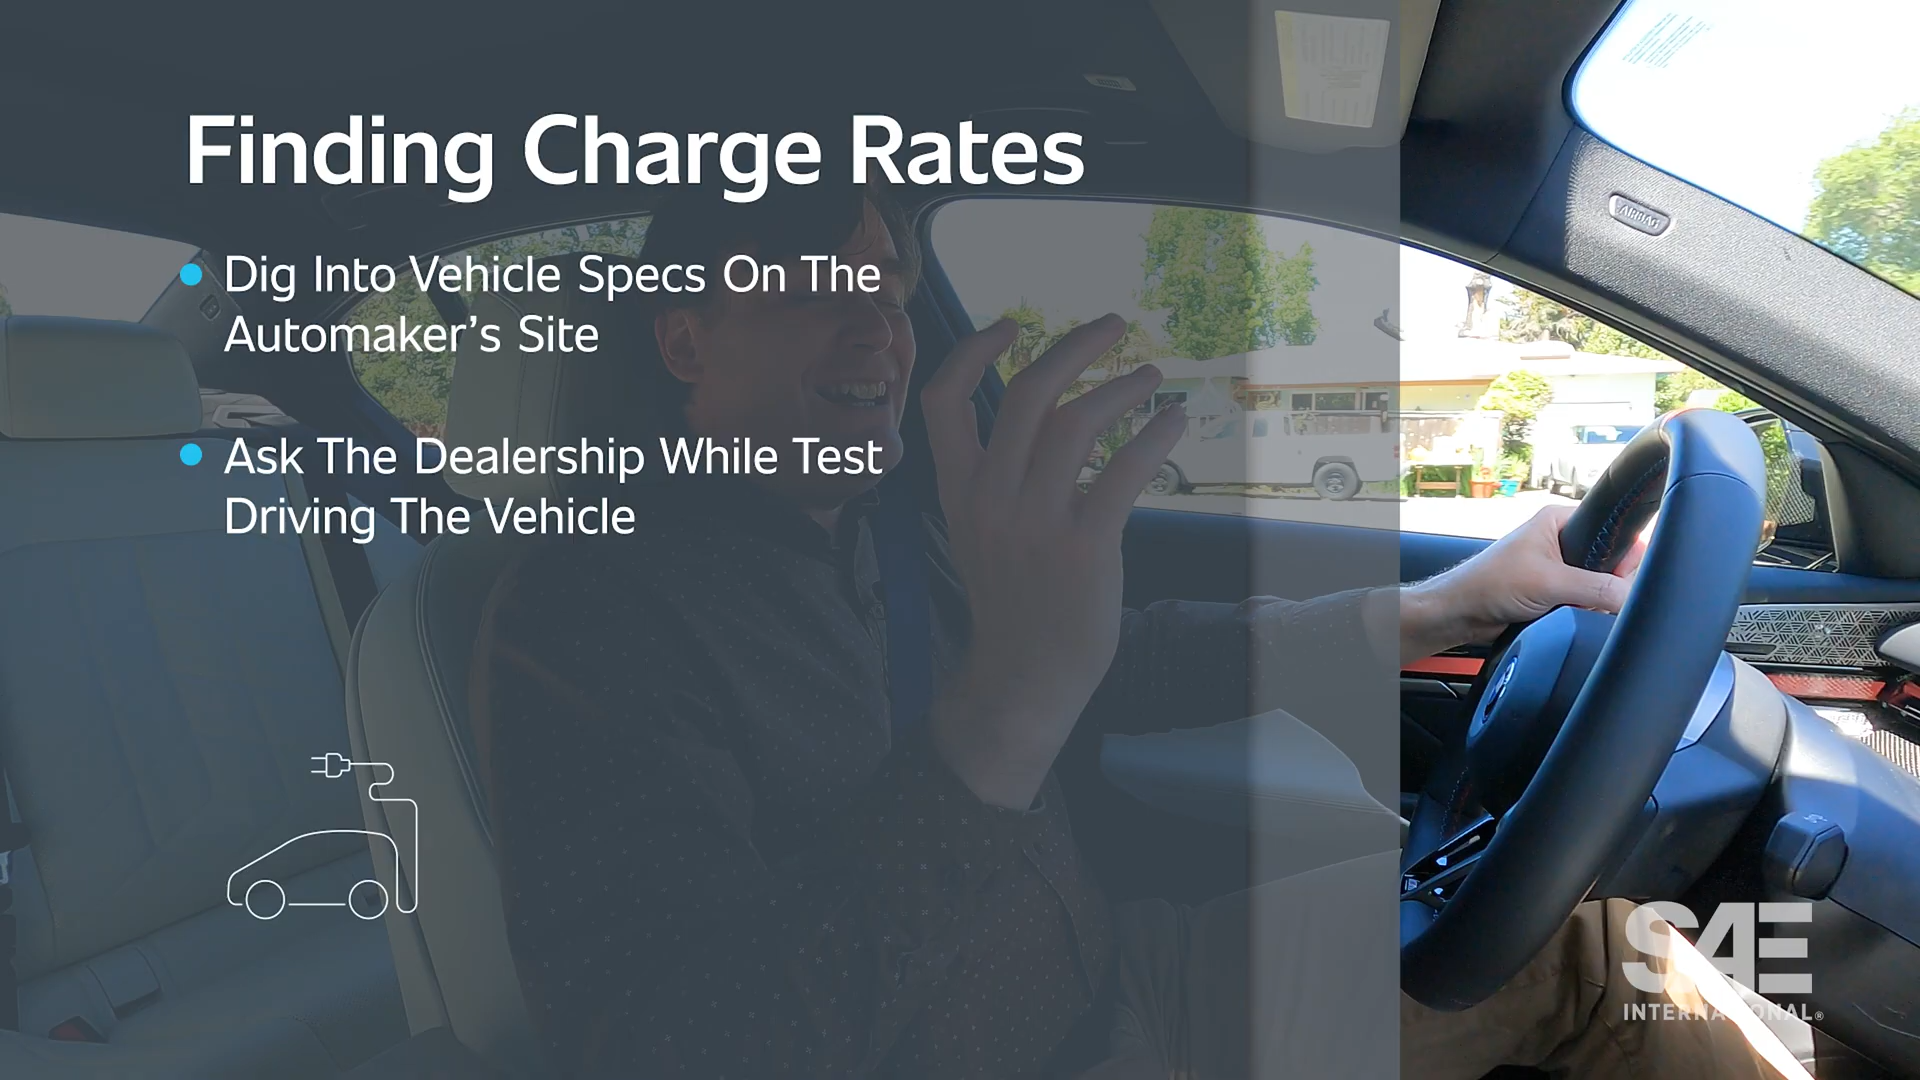 Finding Charge Rates
Dig Into Vehicle Specs On The
Automaker's Site
Ask The Dealership While Test
Driving The Vehicle
AIRBAG
SAE
INTERNATIONAL®